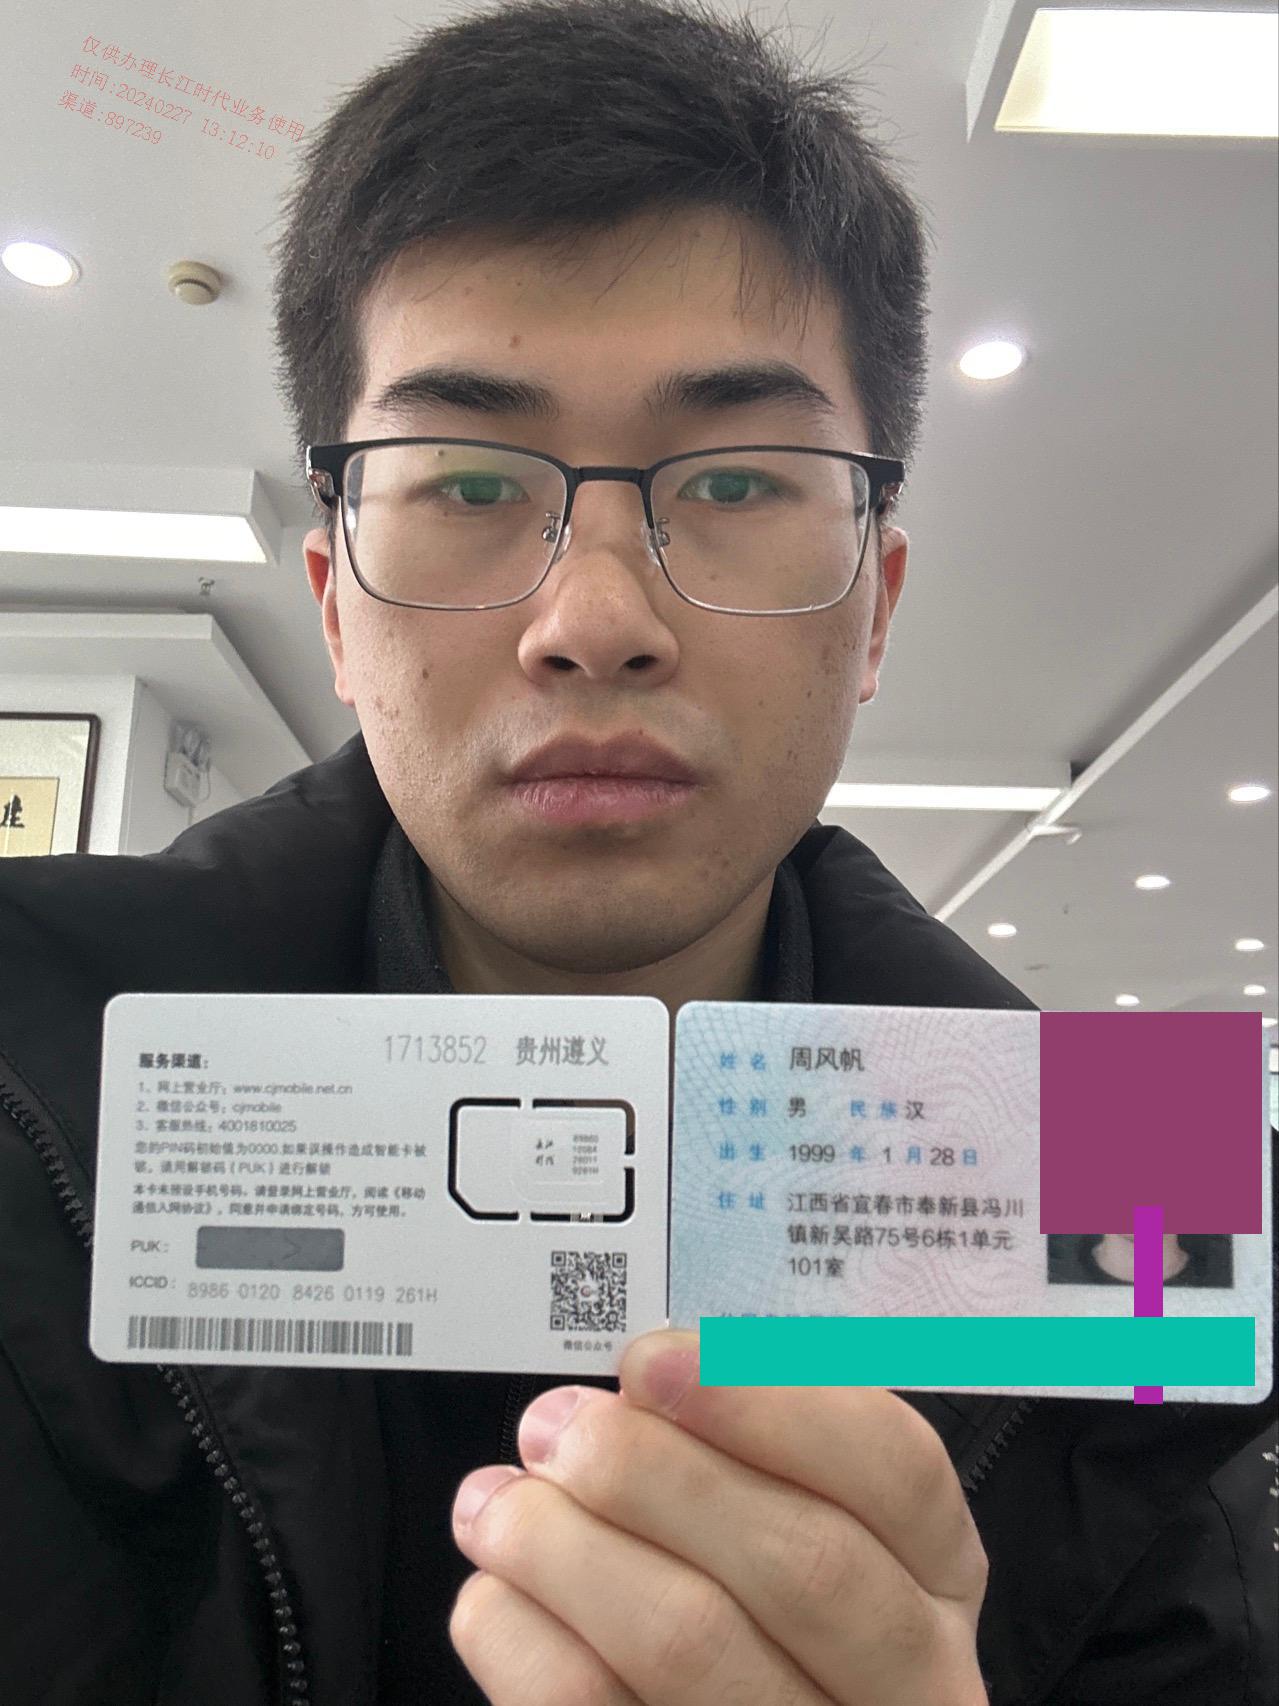 仅供办理长江时代业务使用
时间:20240227 13:12:10
渠道:897239
1713852 贵州遵义
服务渠道：
1、网上营业厅：www.cjmobile.net.cn
2、微信公众号：cjmobile
3、客服热线：4001810025
您的PIN码初始值为0000.如果误操作造成智能卡被
锁，请用解锁码（PUK）进行解锁
本卡未预设手机号码，请登录网上营业厅，阅读《移动
通信入网协议》，同意并申请绑定号码，方可使用。
PUK：
ICCID： 8986 0120 8426 0119 261H
微信公众号
长江
时代
89860
12084
26011
9261H
姓名 周风帆
性别 男 民族 汉
出生 1999 年 1 月 28 日
住址 江西省宜春市奉新县冯川
镇新吴路75号6栋1单元
101室